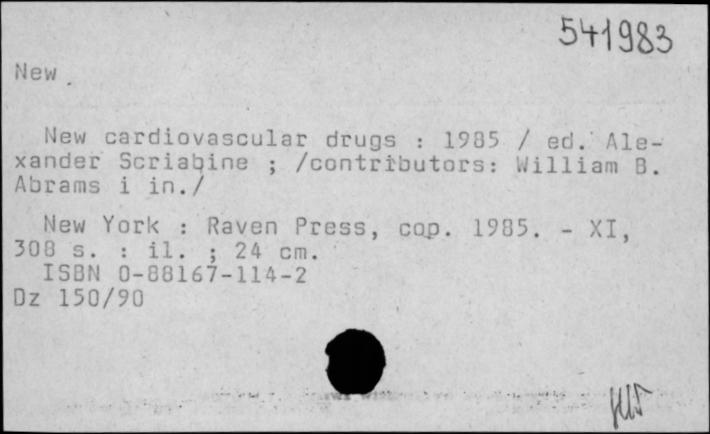 541983
New
New cardiovascular drugs : 1985 / ed. Ale-
xander Scriabine ; /contributors: William B.
Abrams i in./
New York : Raven Press, cop. 1985. - XI,
308 s. : il. ; 24 cm.
ISBN 0-88167-114-2
Dz 150/90